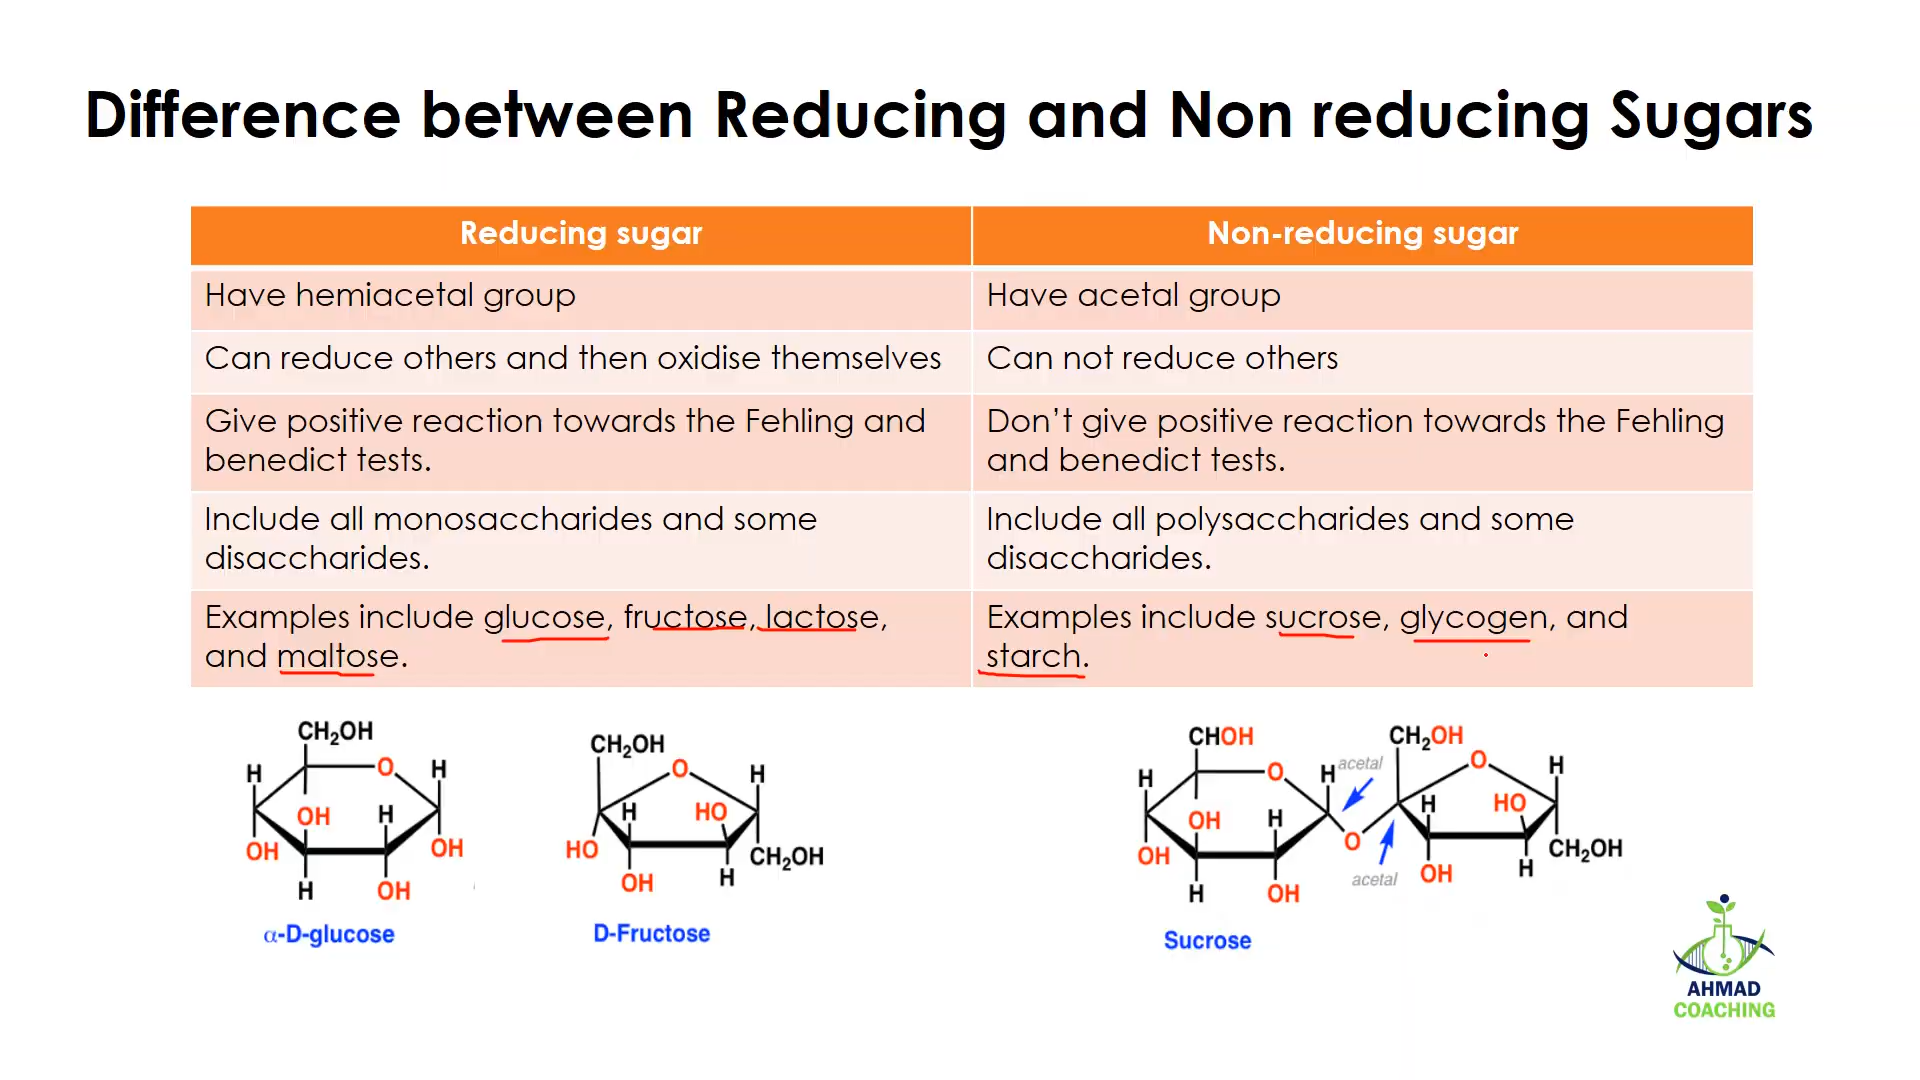 Difference between Reducing and Non reducing Sugars
Reducing sugar
Non-reducing sugar
Have hemiacetal group
Have acetal group
Can reduce others and then oxidise themselves
Can not reduce others
Give positive reaction towards the Fehling and
benedict tests.
Don’t give positive reaction towards the Fehling
and benedict tests.
Include all monosaccharides and some
disaccharides.
Include all polysaccharides and some
disaccharides.
Examples include glucose, fructose, lactose,
and maltose.
Examples include sucrose, glycogen, and
starch.
CH₂OH
H
O
H
OH
H
OH
OH
H
OH
α-D-glucose
CH₂OH
O
H
H
HO
HO
CH₂OH
OH
H
D-Fructose
CHOH
CH₂OH
H
O
H
acetal
O
H
OH
H
H
HO
OH
O
CH₂OH
H
OH
acetal
OH
H
Sucrose
AHMAD
COACHING